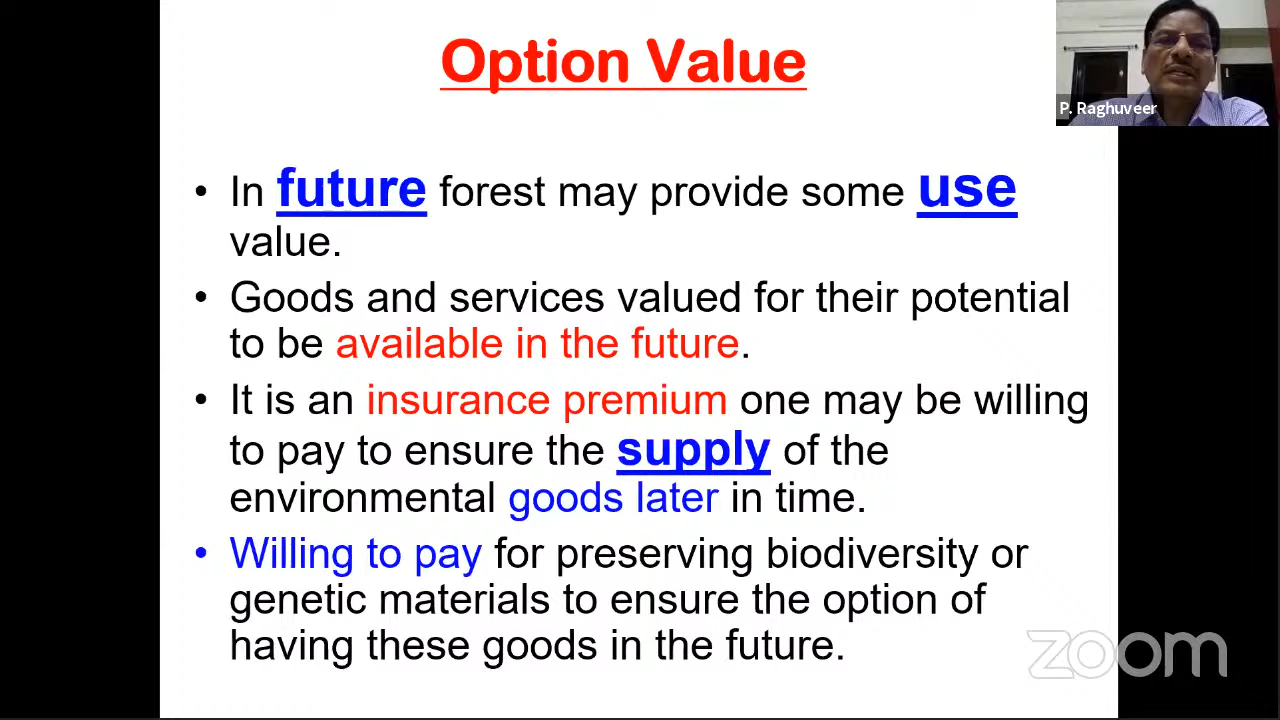 Option Value
P. Raghuveer
• In future forest may provide some use
value.
• Goods and services valued for their potential
to be available in the future.
• It is an insurance premium one may be willing
to pay to ensure the supply of the
environmental goods later in time.
• Willing to pay for preserving biodiversity or
genetic materials to ensure the option of
having these goods in the future.
zoom